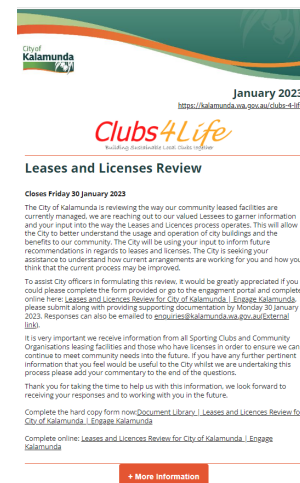 City of
Kalamunda
January 2023
https://kalamunda.wa.gov.au/clubs-4-life
Clubs4Life
Building Sustainable Local Clubs together
Leases and Licences Review
Closes Friday 30 January 2023
The City of Kalamunda is reviewing the way our community leased facilities are
currently managed, we are reaching out to our valued Lessees to garner information
and your input into the way the Leases and Licences process operates. This will allow
the City to better understand the usage and operation of city buildings and the
benefits to our community. The City will be using your input to inform future
recommendations in regards to leases and licenses. The City is seeking your
assistance to understand how current arrangements are working for you and how you
think that the current process may be improved.
To assist City officers in formulating this review, it would be greatly appreciated if you
could please complete the form provided or go to the engagment portal and complete
online here: Leases and Licences Review for City of Kalamunda | Engage Kalamunda,
please submit along with providing supporting documentation by Monday 30 January
2023. Responses can also be emailed to enquiries@kalamunda.wa.gov.au(External
link).
It is very important we receive information from all Sporting Clubs and Community
Organisations leasing facilities and those who have licenses in order to ensure we can
continue to meet community needs into the future. If you have any further pertinent
information that you feel would be useful to the City whilst we are undertaking this
process please add your commentary to the end of the questions.
Thank you for taking the time to help us with this information, we look forward to
receiving your responses and to working with you in the future.
Complete the hard copy form now:Document Library | Leases and Licences Review for
City of Kalamunda | Engage Kalamunda
Complete online: Leases and Licences Review for City of Kalamunda | Engage
Kalamunda
+ More Information